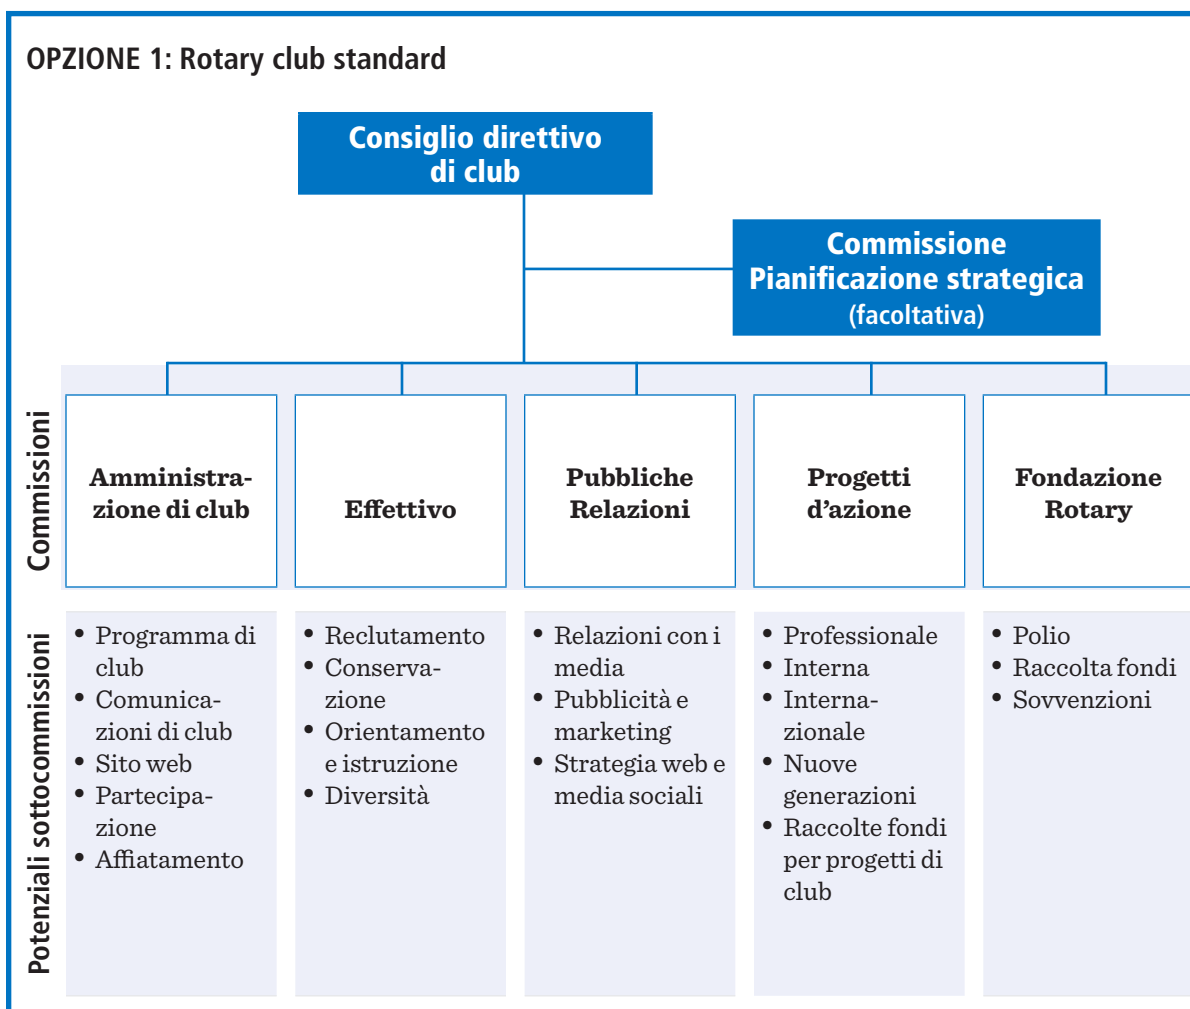 OPZIONE 1: Rotary club standard
Consiglio direttivo
di club
Commissione
Pianificazione strategica
(facoltativa)
Commissioni
Amministra-
zione di club
Effettivo
Pubbliche
Relazioni
Progetti
d'azione
Fondazione
Rotary
Potenziali sottocommissioni
• Programma di
club
• Comunica-
zioni di club
• Sito web
• Partecipa-
zione
• Affiatamento
• Reclutamento
• Conserva-
zione
• Orientamento
e istruzione
• Diversità
• Relazioni con i
media
• Pubblicità e
marketing
• Strategia web e
media sociali
• Professionale
• Interna
• Interna-
zionale
• Nuove
generazioni
• Raccolte fondi
per progetti di
club
• Polio
• Raccolta fondi
• Sovvenzioni